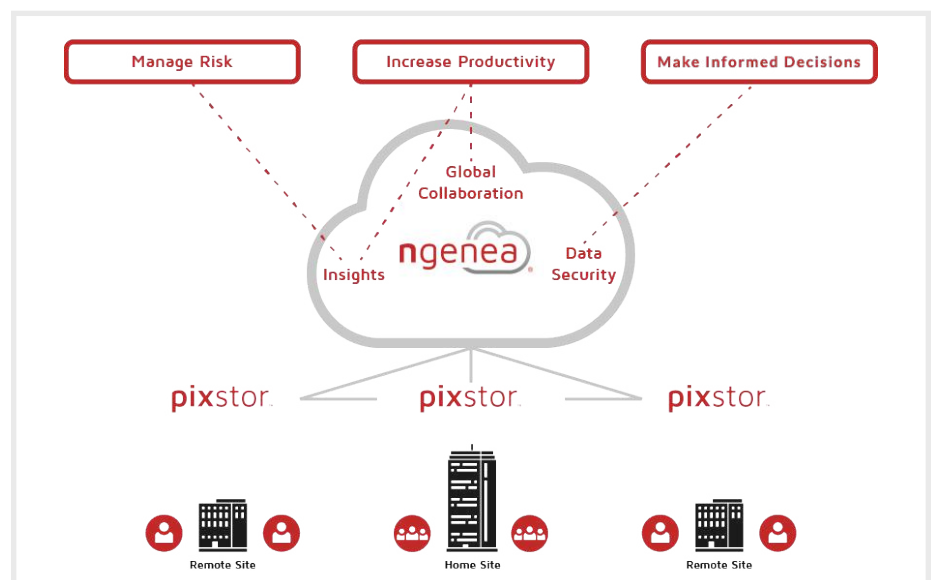 Manage Risk
Increase Productivity
Make Informed Decisions
Global
Collaboration
ngenea
Insights
Data
Security
pixstor
pixstor
pixstor
Remote Site
Home Site
Remote Site